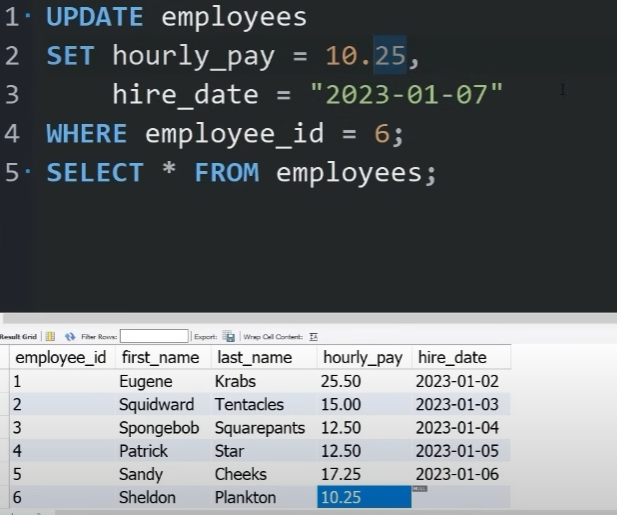 1 UPDATE employees
2 SET hourly_pay = 10.25,
3 hire_date = "2023-01-07"
4 WHERE employee_id = 6;
5 SELECT * FROM employees;
Result Grid Filter Rows: Export: Wrap Cell Content:
employee_id first_name last_name hourly_pay hire_date
1 Eugene Krabs 25.50 2023-01-02
2 Squidward Tentacles 15.00 2023-01-03
3 Spongebob Squarepants 12.50 2023-01-04
4 Patrick Star 12.50 2023-01-05
5 Sandy Cheeks 17.25 2023-01-06
6 Sheldon Plankton 10.25